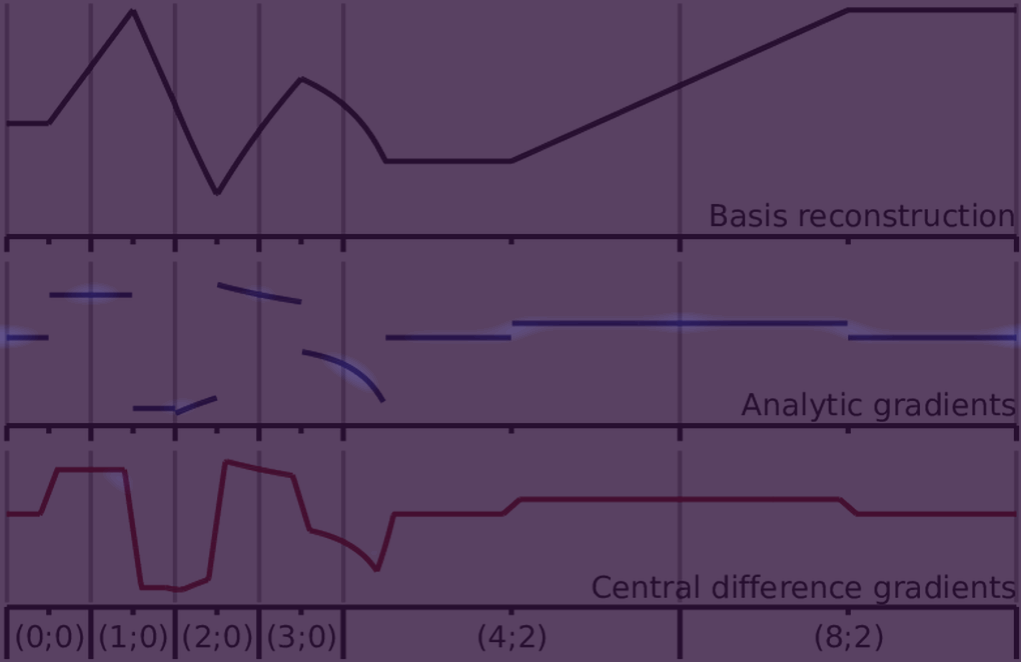 Basis reconstruction
Analytic gradients
Central difference gradients
(0;0) (1;0) (2;0) (3;0) (4;2) (8;2)